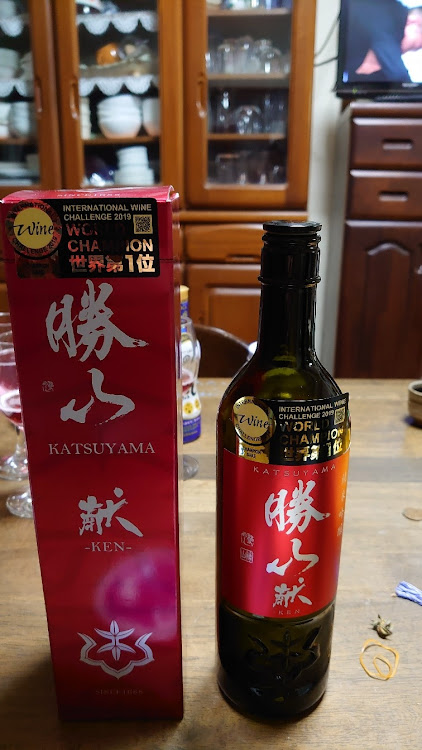 Wine
INTERNATIONAL WINE
CHALLENGE 2019
WORLD
CHAMPION
世界第1位
勝山
KATSUYAMA
献
-KEN-
SINCE 1688
Wine
INTERNATIONAL WINE
CHALLENGE 2019
WORLD
CHAMPION
世界第1位
KATSUYAMA
勝山
献
KEN